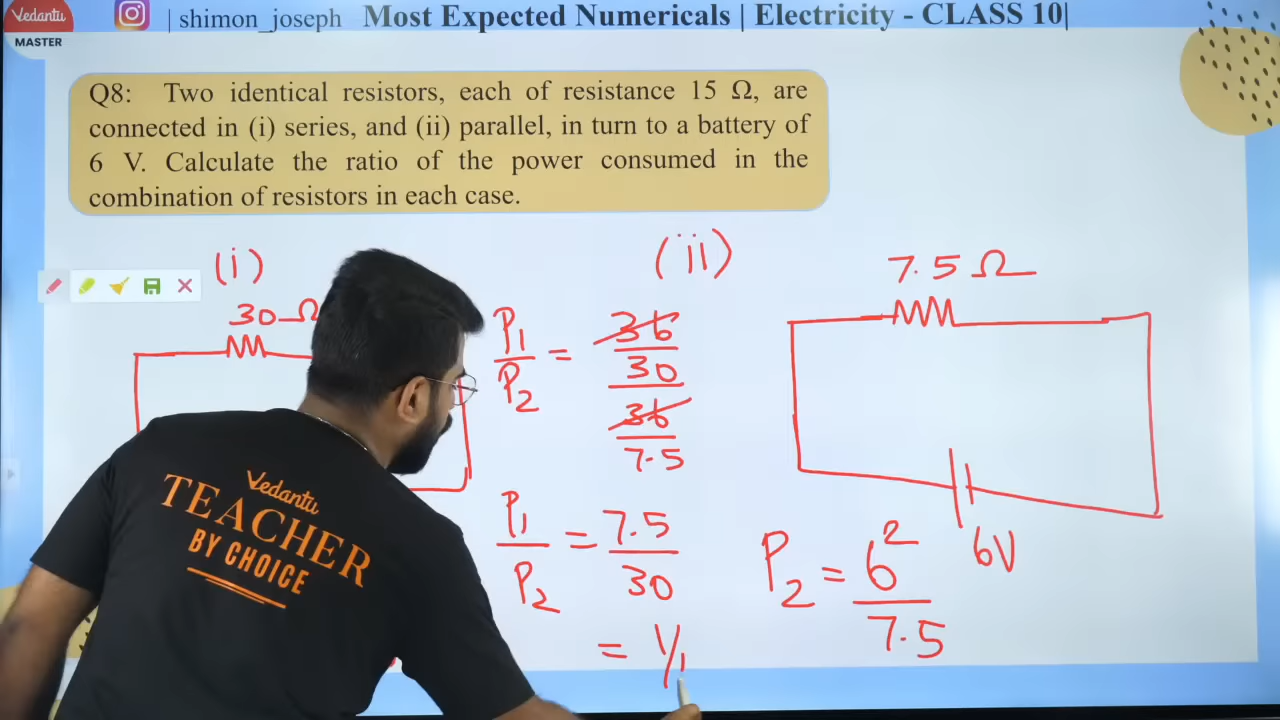 Vedantu
MASTER
| shimon_joseph
Most Expected Numericals | Electricity - CLASS 10|
Q8: Two identical resistors, each of resistance 15 Ω, are
connected in (i) series, and (ii) parallel, in turn to a battery of
6 V. Calculate the ratio of the power consumed in the
combination of resistors in each case.
(i)
30 Ω
P1/P2 = 36/30 / 36/7.5
P1/P2 = 7.5/30
= 1/
(ii)
7.5 Ω
6V
P2 = 6²/7.5
Vedantu
TEACHER
BY CHOICE